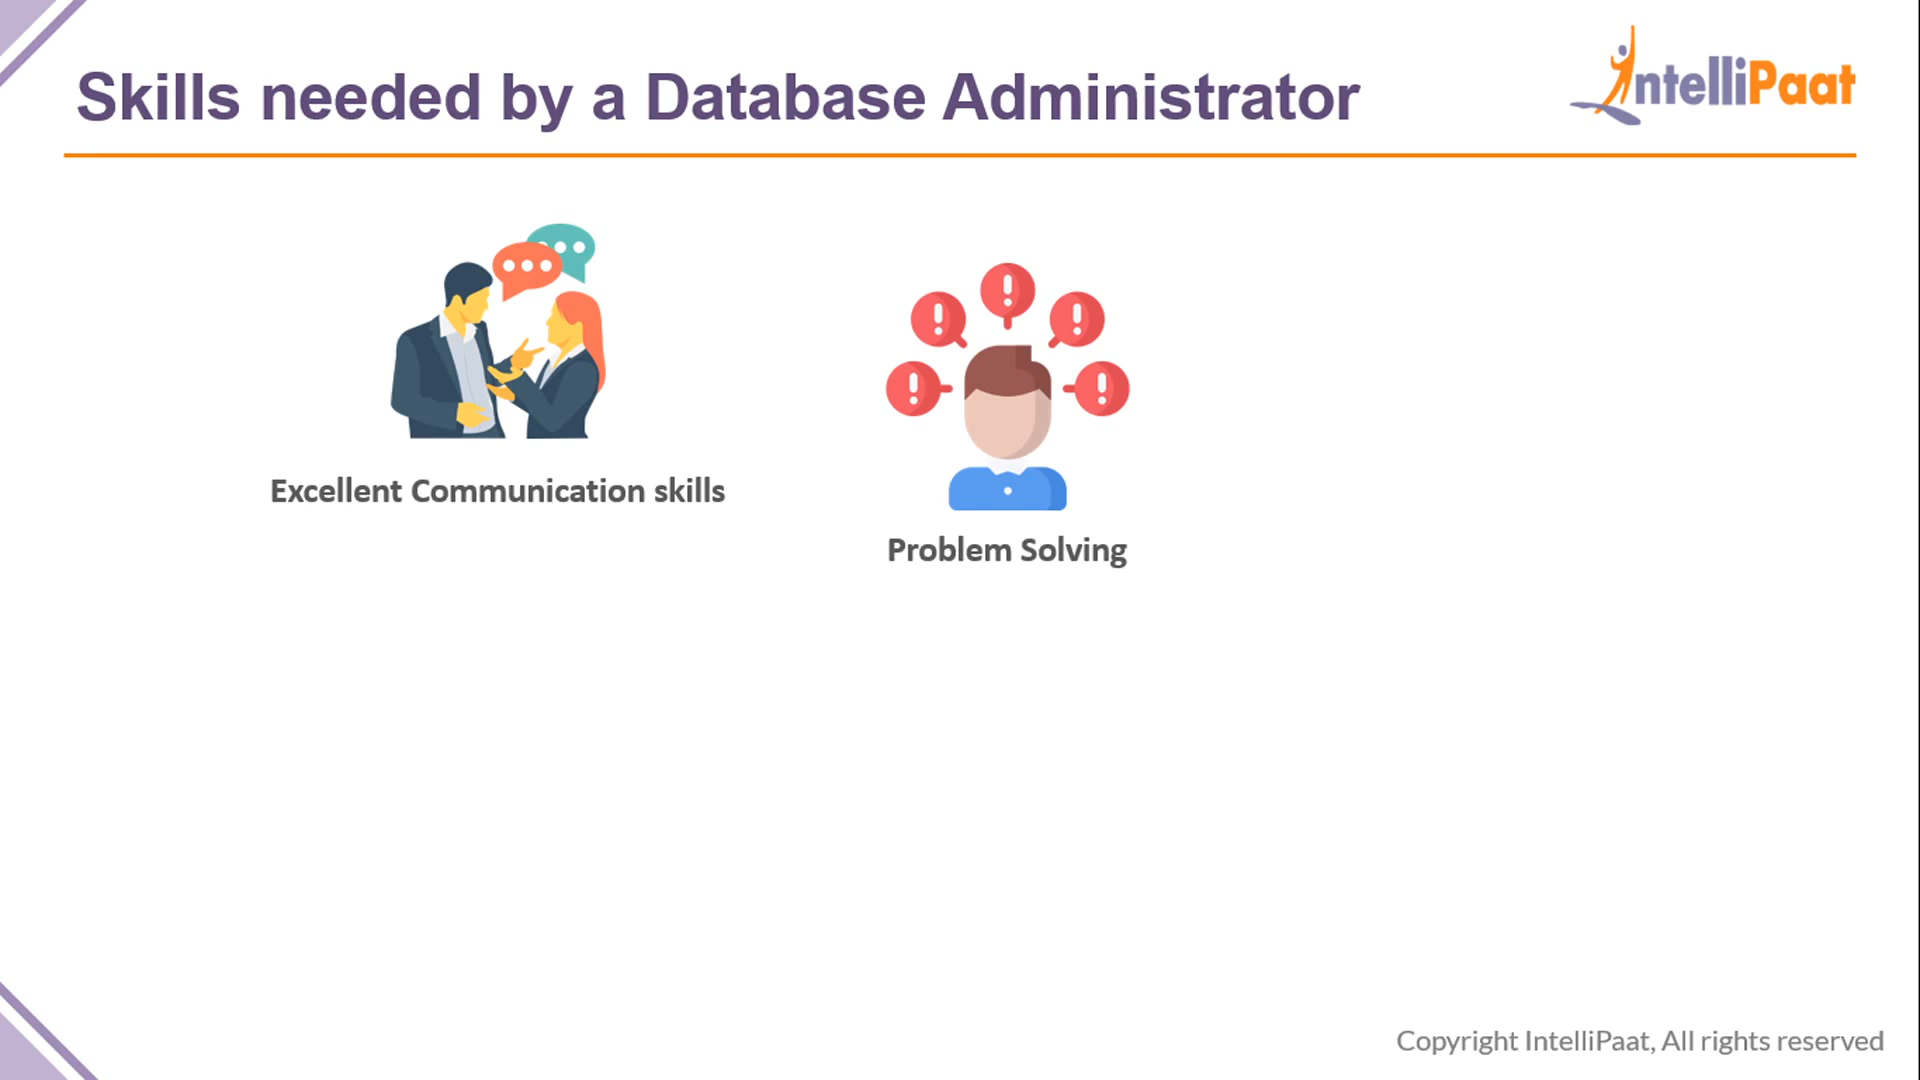 Skills needed by a Database Administrator
IntelliPaat
Excellent Communication skills
Problem Solving
Copyright IntelliPaat, All rights reserved